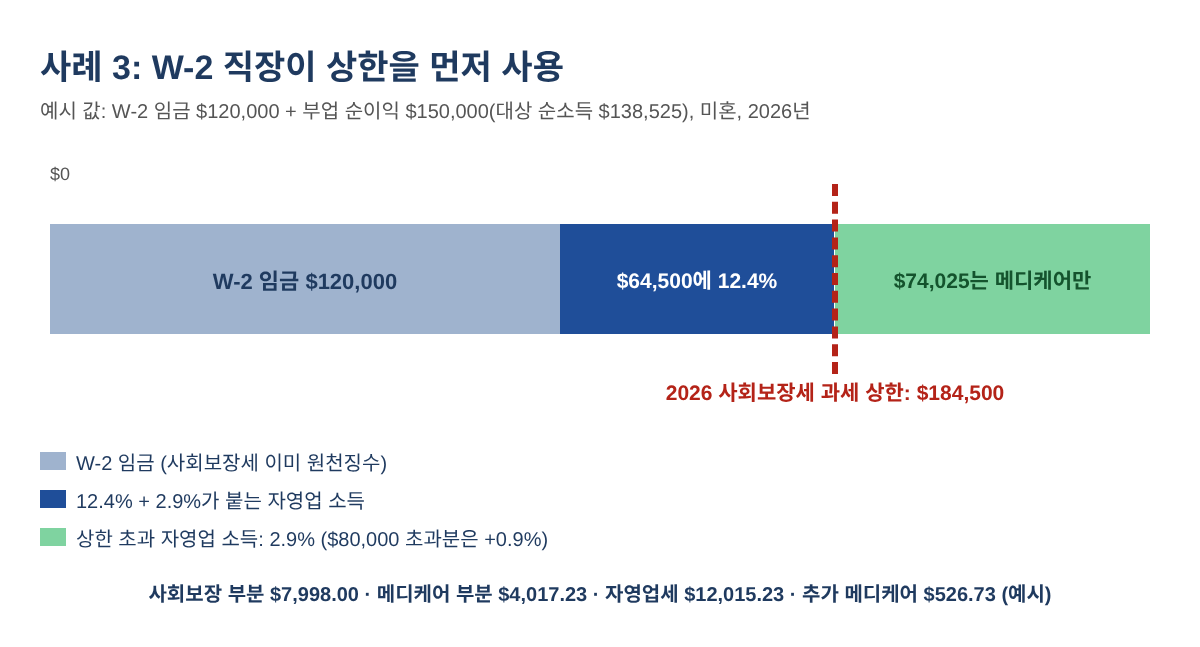 사례 3: W-2 직장이 상한을 먼저 사용
예시 값: W-2 임금 $120,000 + 부업 순이익 $150,000(대상 순소득 $138,525), 미혼, 2026년
$0
W-2 임금 $120,000
$64,500에 12.4%
$74,025는 메디케어만
2026 사회보장세 과세 상한: $184,500
W-2 임금 (사회보장세 이미 원천징수)
12.4% + 2.9%가 붙는 자영업 소득
상한 초과 자영업 소득: 2.9% ($80,000 초과분은 +0.9%)
사회보장 부분 $7,998.00 · 메디케어 부분 $4,017.23 · 자영업세 $12,015.23 · 추가 메디케어 $526.73 (예시)